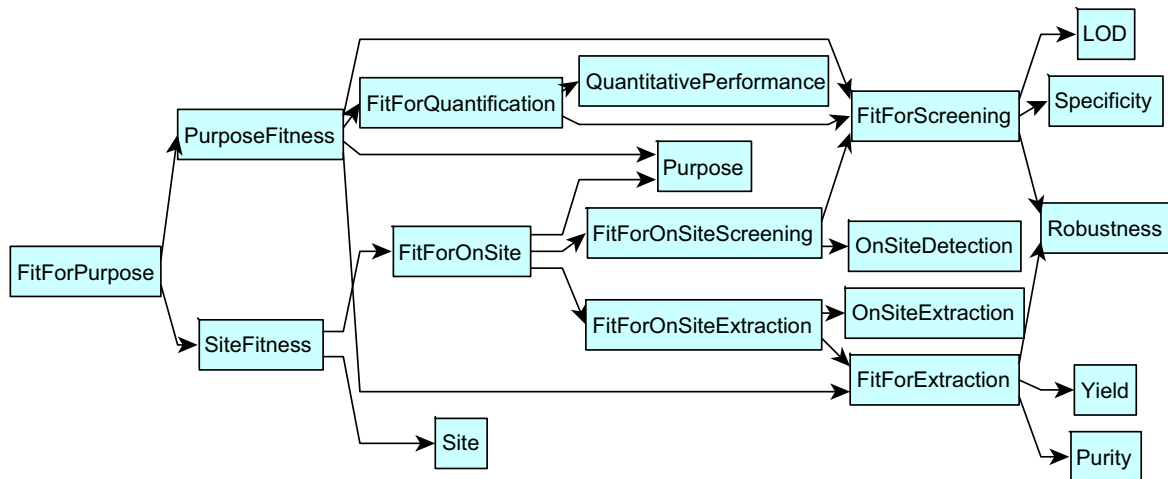 LOD
QuantitativePerformance
FitForQuantification
Specificity
FitForScreening
PurposeFitness
Purpose
Robustness
FitForOnSiteScreening
OnSiteDetection
FitForOnSite
FitForPurpose
OnSiteExtraction
FitForOnSiteExtraction
SiteFitness
FitForExtraction
Yield
Site
Purity